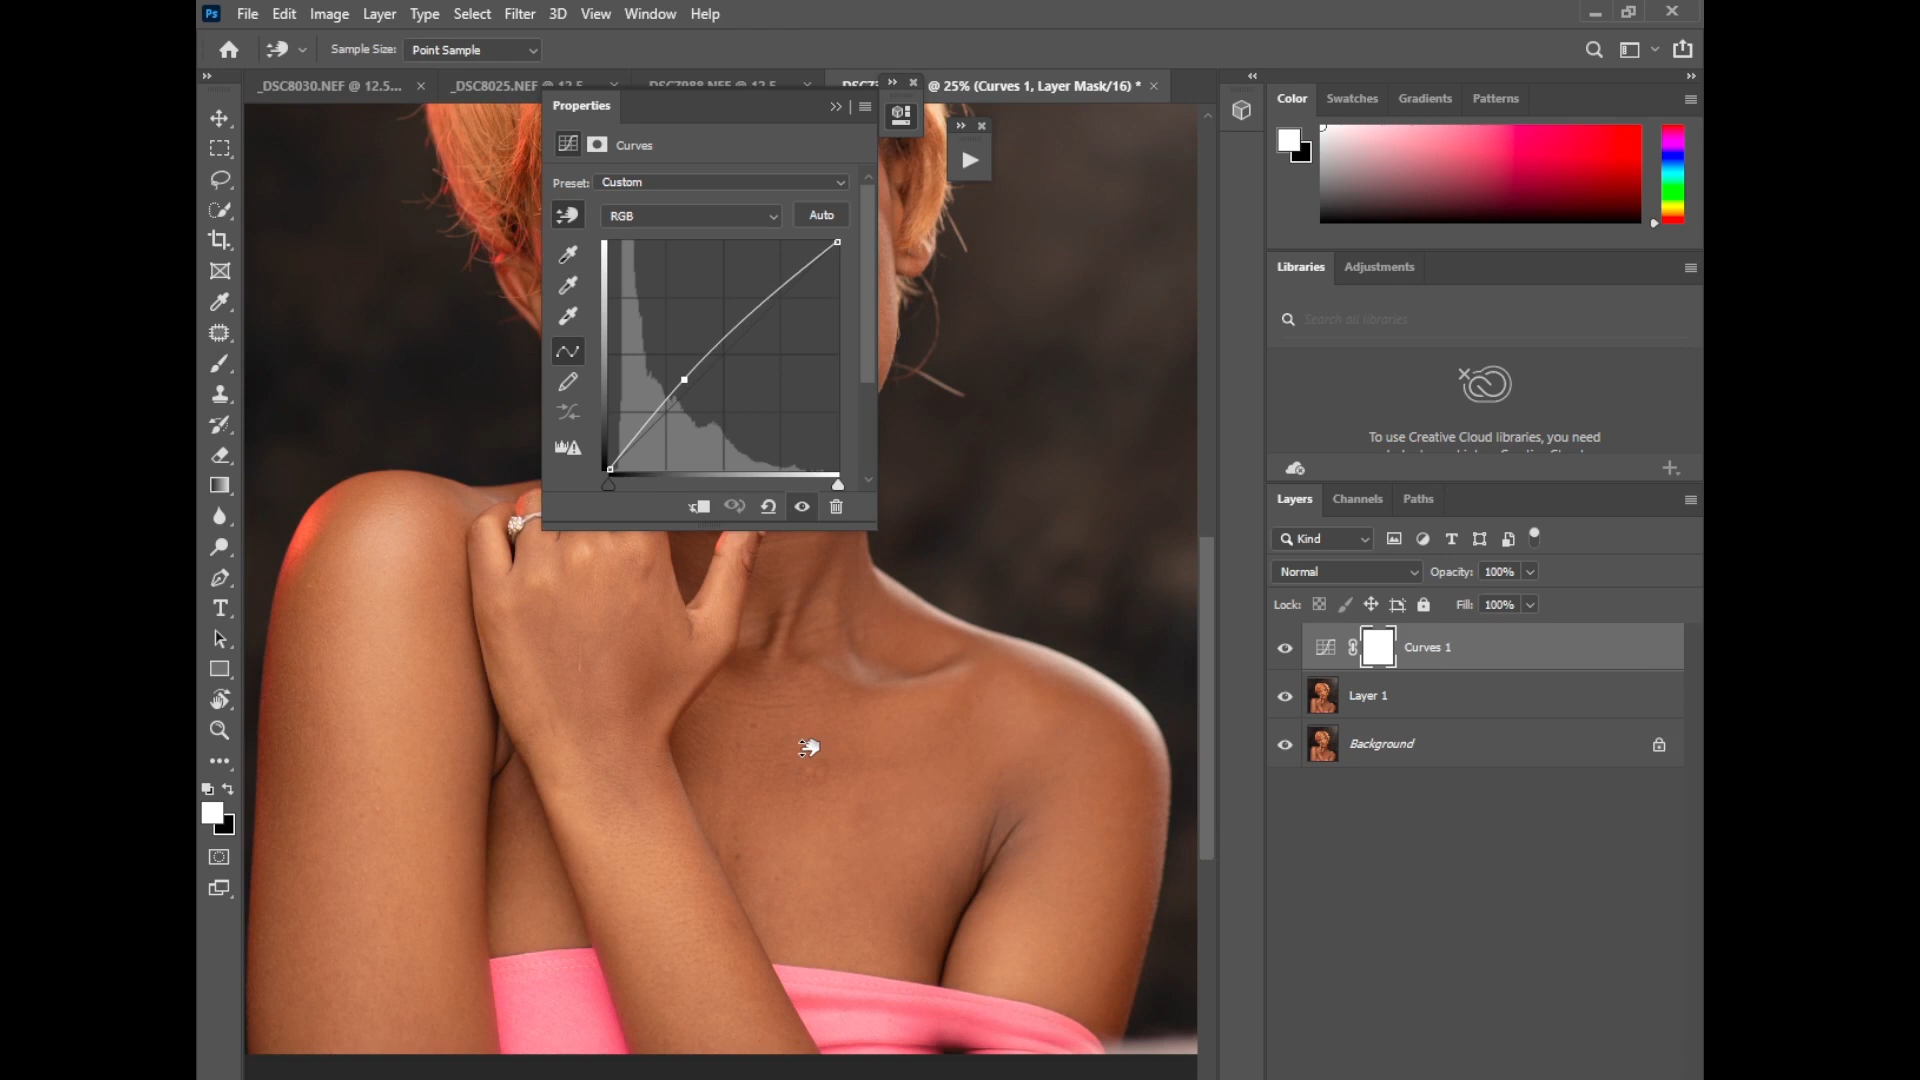 Ps File Edit Image Layer Type Select Filter 3D View Window Help
Sample Size: Point Sample
_DSC8030.NEF @ 12.5... × _DSC8025.NEF @ 12.5 _DSC7988.NEF @ 12.5 @ 25% (Curves 1, Layer Mask/16) * ×
Properties
Curves
Preset: Custom
RGB Auto
Color Swatches Gradients Patterns
Libraries Adjustments
Search all libraries
To use Creative Cloud libraries, you need
Layers Channels Paths
Kind
Normal Opacity: 100%
Lock: Fill: 100%
Curves 1
Layer 1
Background